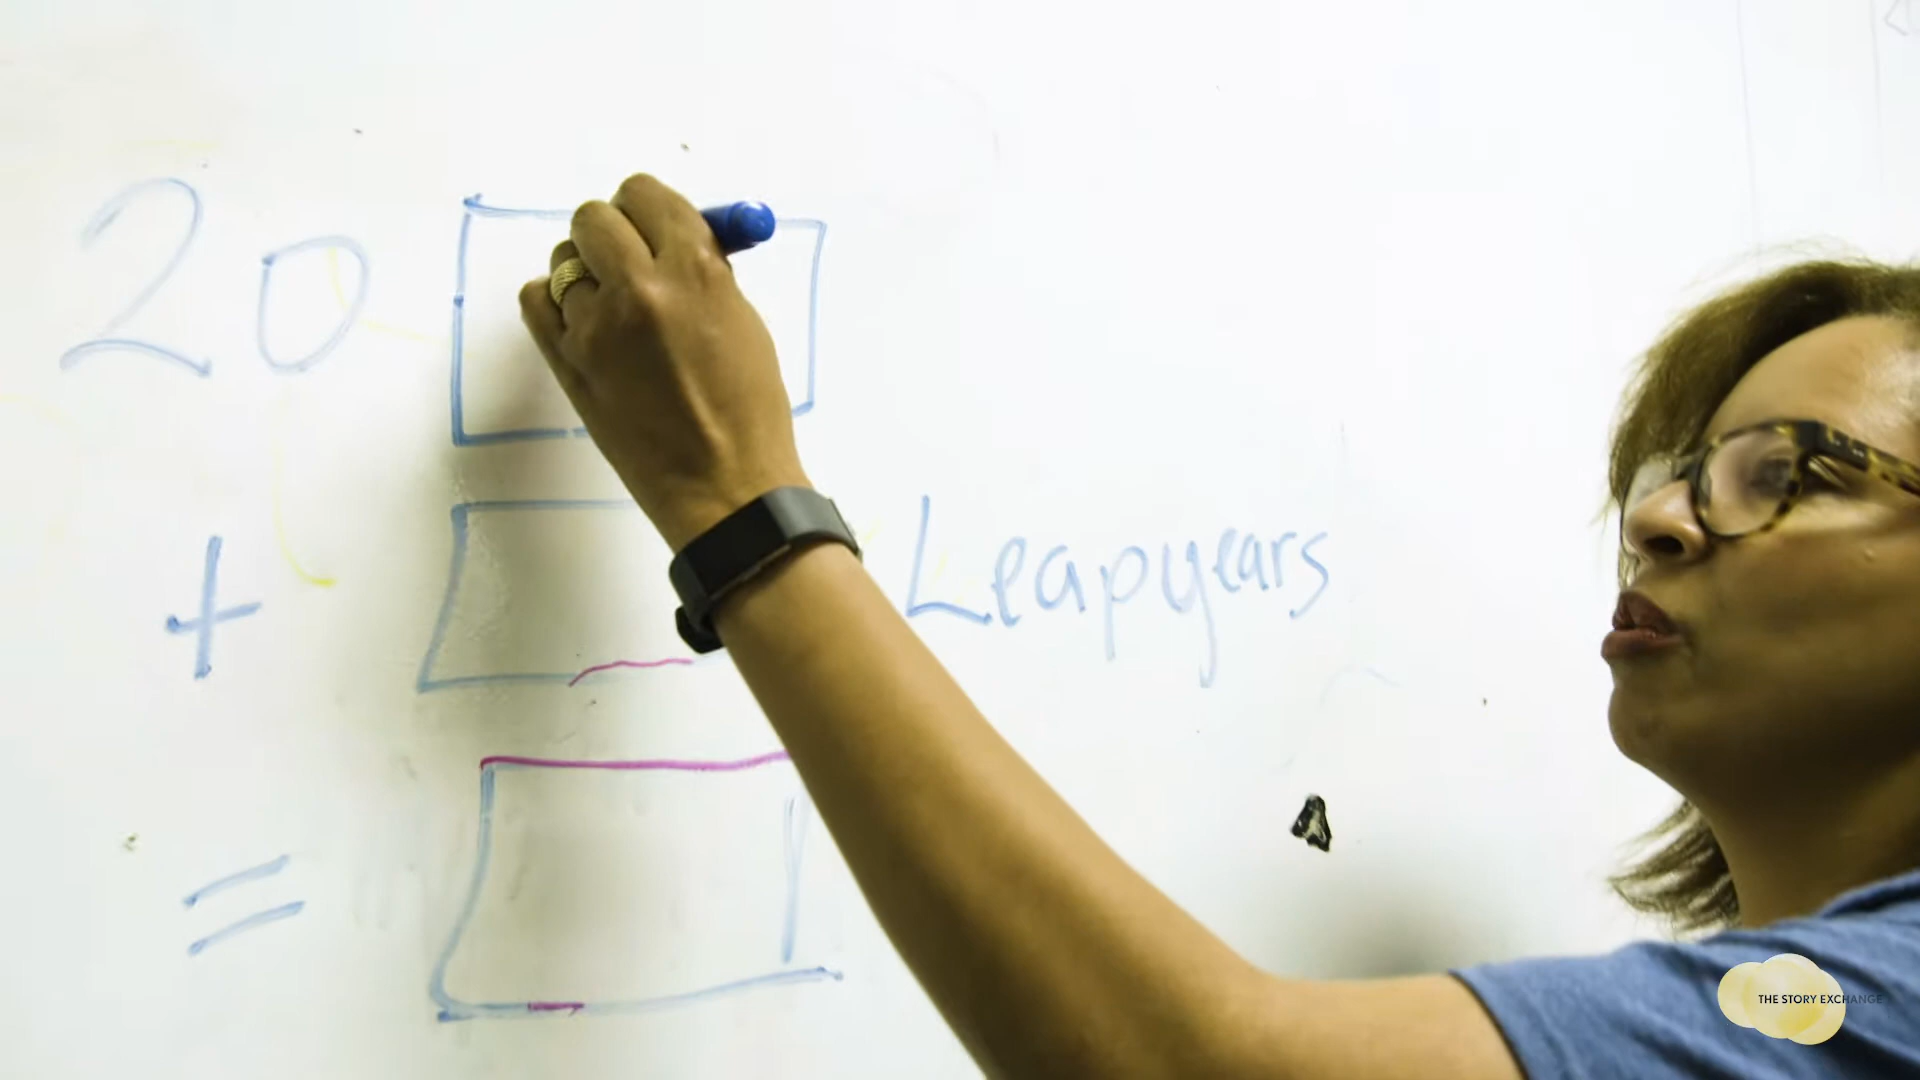 20
+ Leapyears
=
THE STORY EXCHANGE